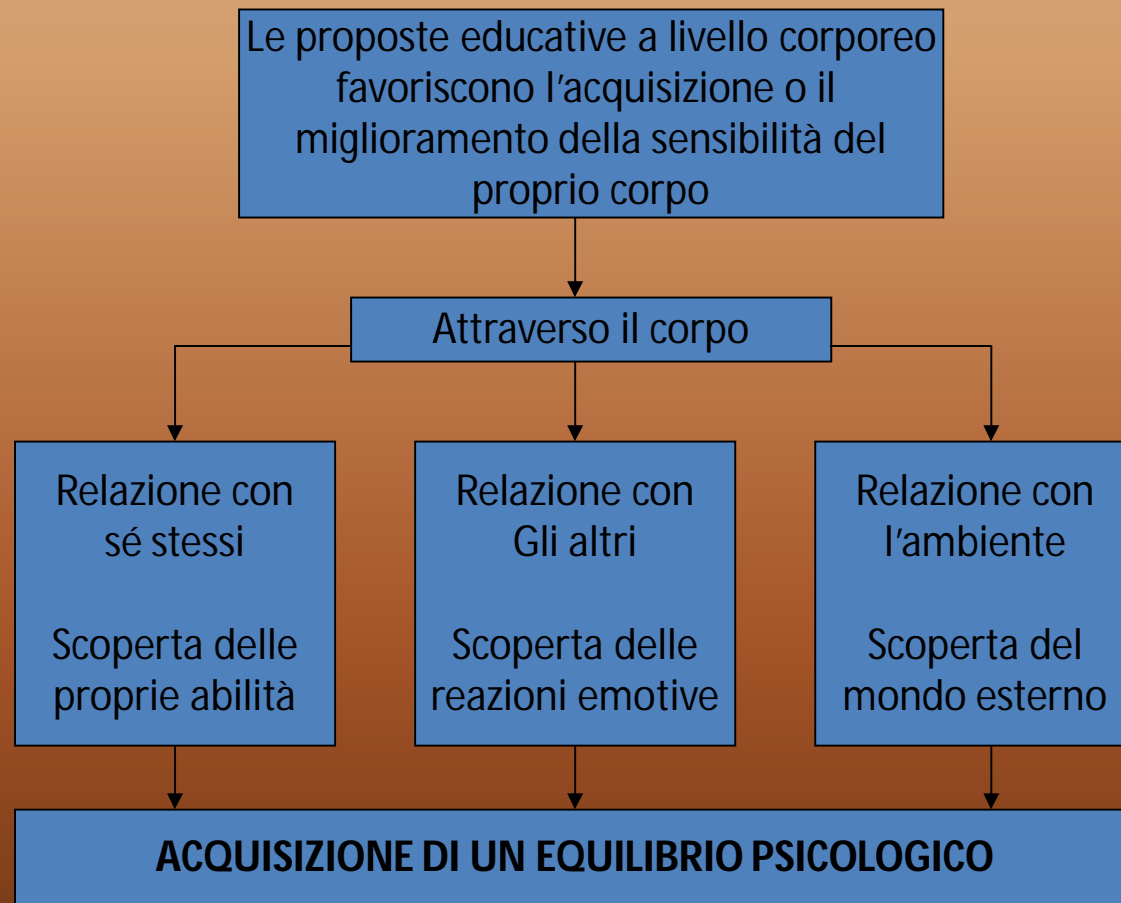 Le proposte educative a livello corporeo
favoriscono l'acquisizione o il
miglioramento della sensibilità del
proprio corpo
Attraverso il corpo
Relazione con
sé stessi
Scoperta delle
proprie abilità
Relazione con
Gli altri
Scoperta delle
reazioni emotive
Relazione con
l'ambiente
Scoperta del
mondo esterno
ACQUISIZIONE DI UN EQUILIBRIO PSICOLOGICO